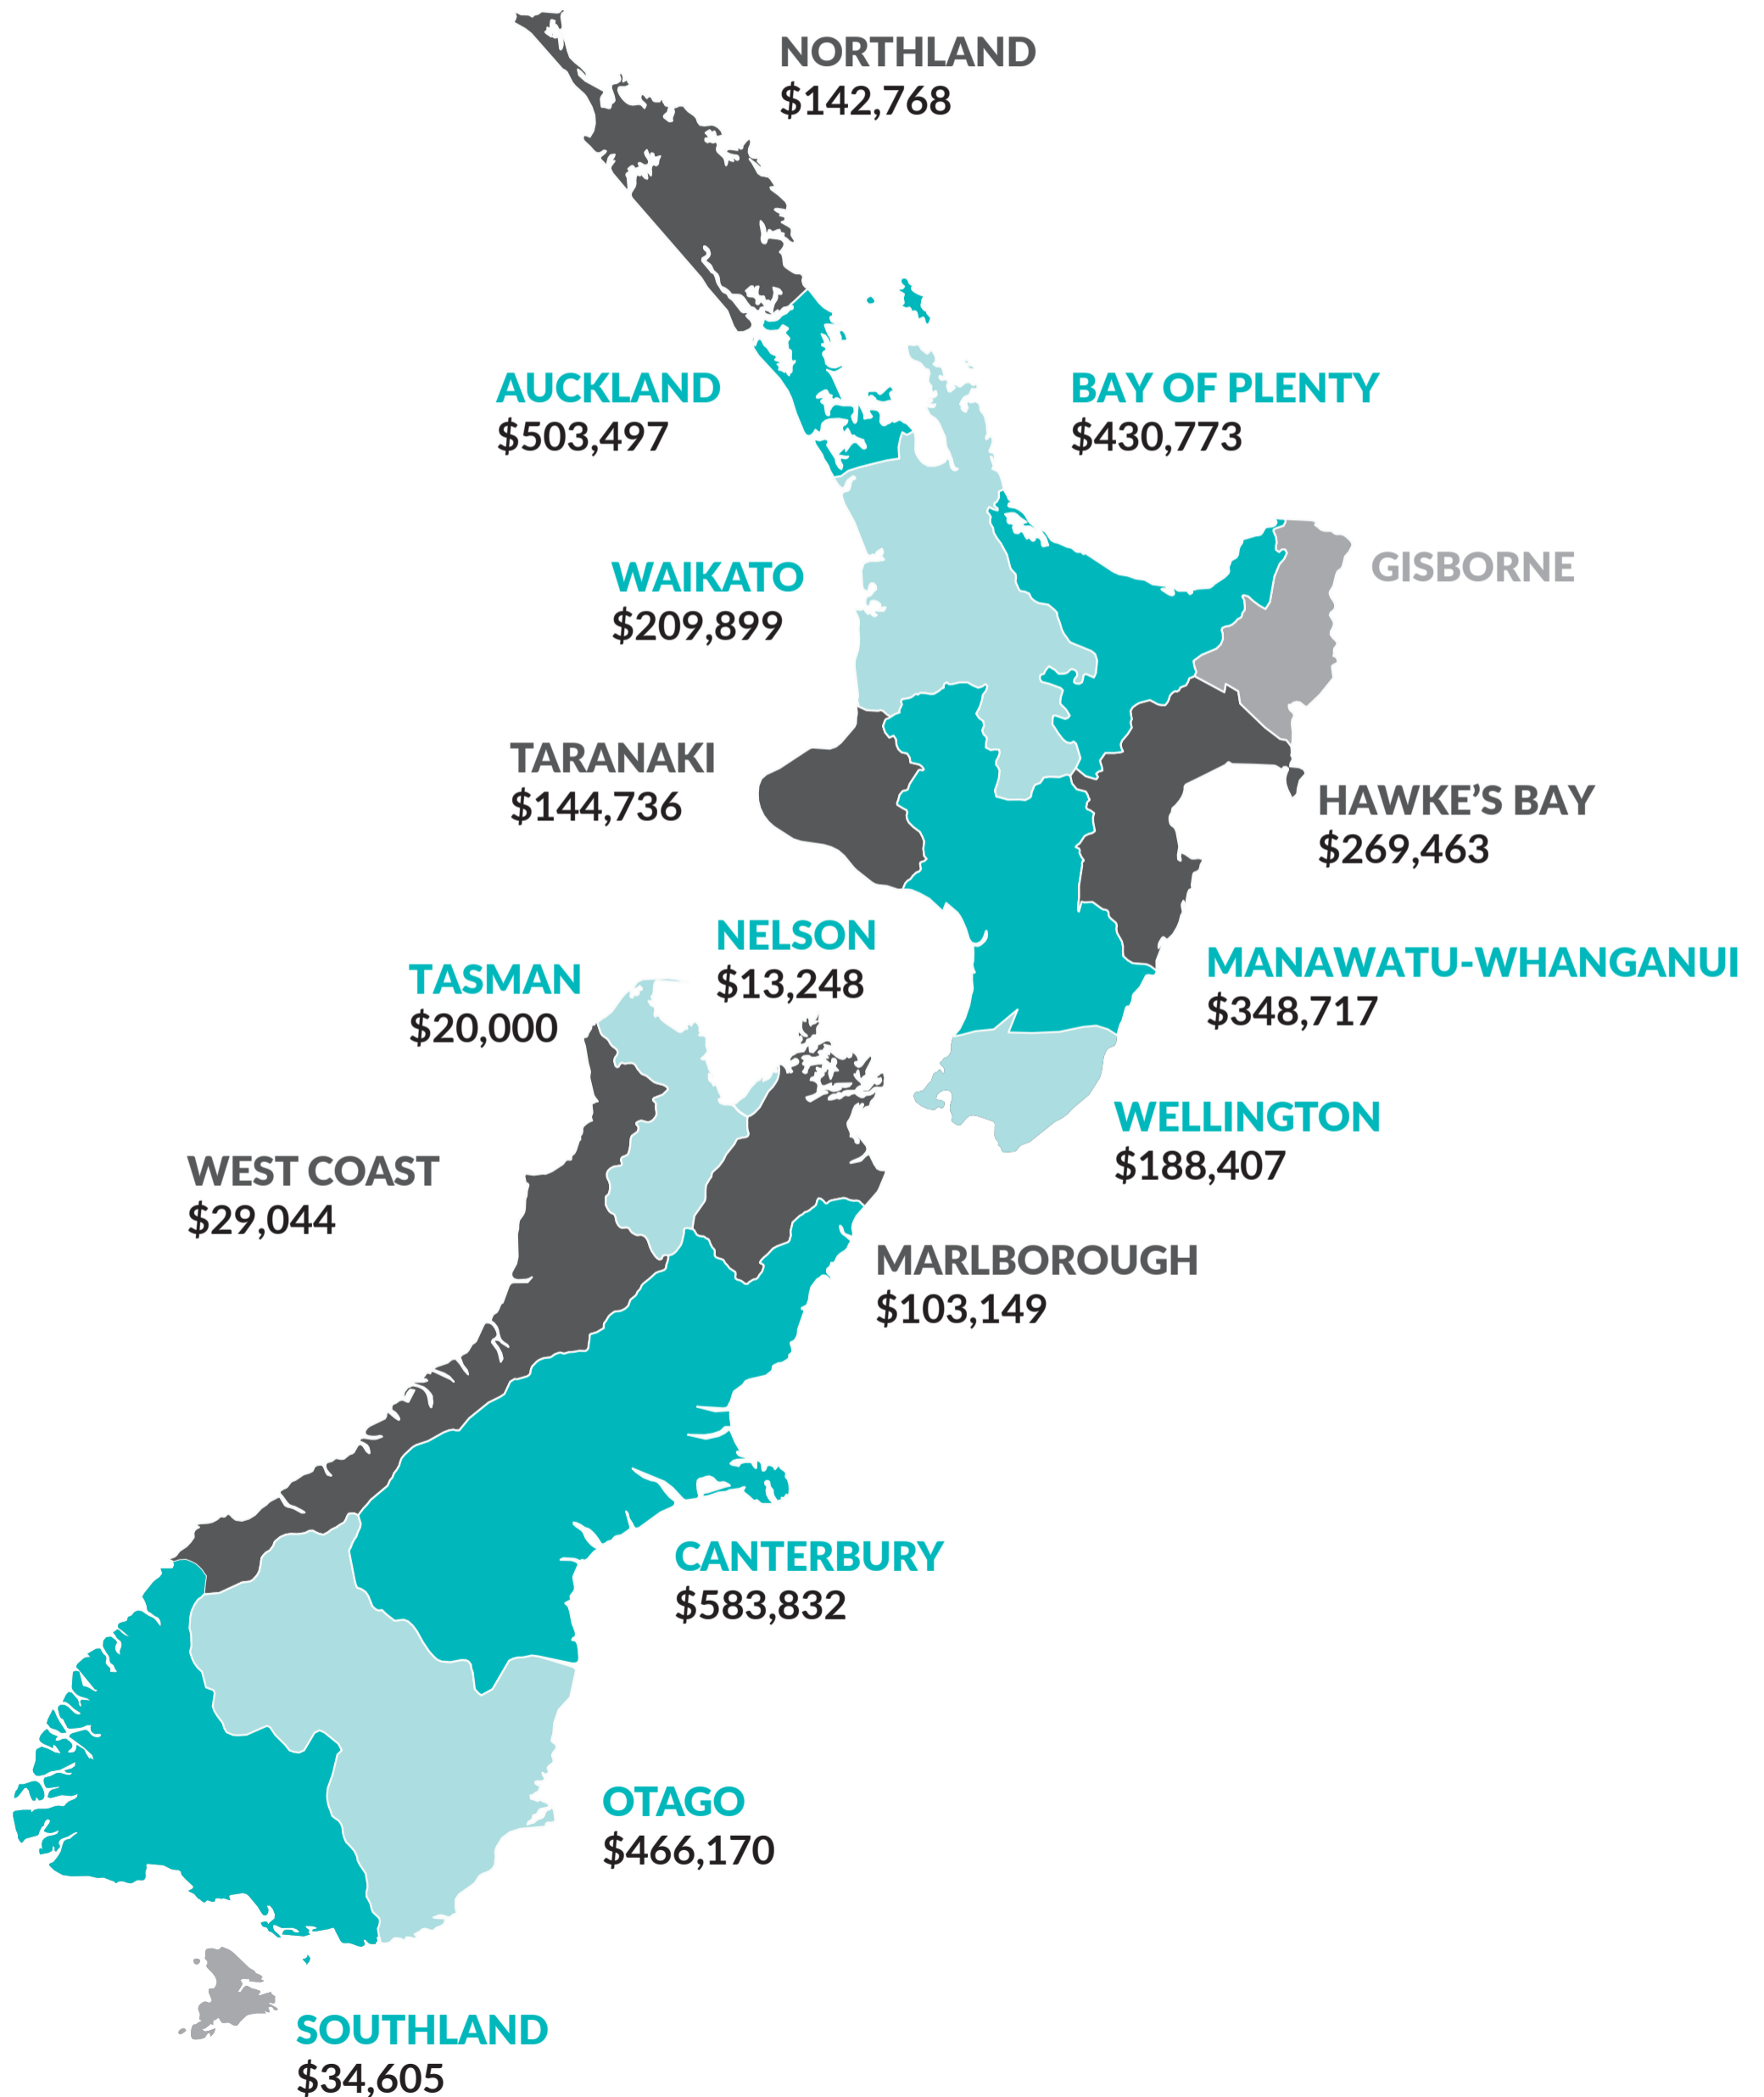 NORTHLAND
$142,768
AUCKLAND
$503,497
BAY OF PLENTY
$430,773
WAIKATO
$209,899
GISBORNE
TARANAKI
$144,736
HAWKE'S BAY
$269,463
NELSON
$13,248
TASMAN
$20,000
MANAWATU-WHANGANUI
$348,717
WELLINGTON
$188,407
WEST COAST
$29,044
MARLBOROUGH
$103,149
CANTERBURY
$583,832
OTAGO
$466,170
SOUTHLAND
$34,605